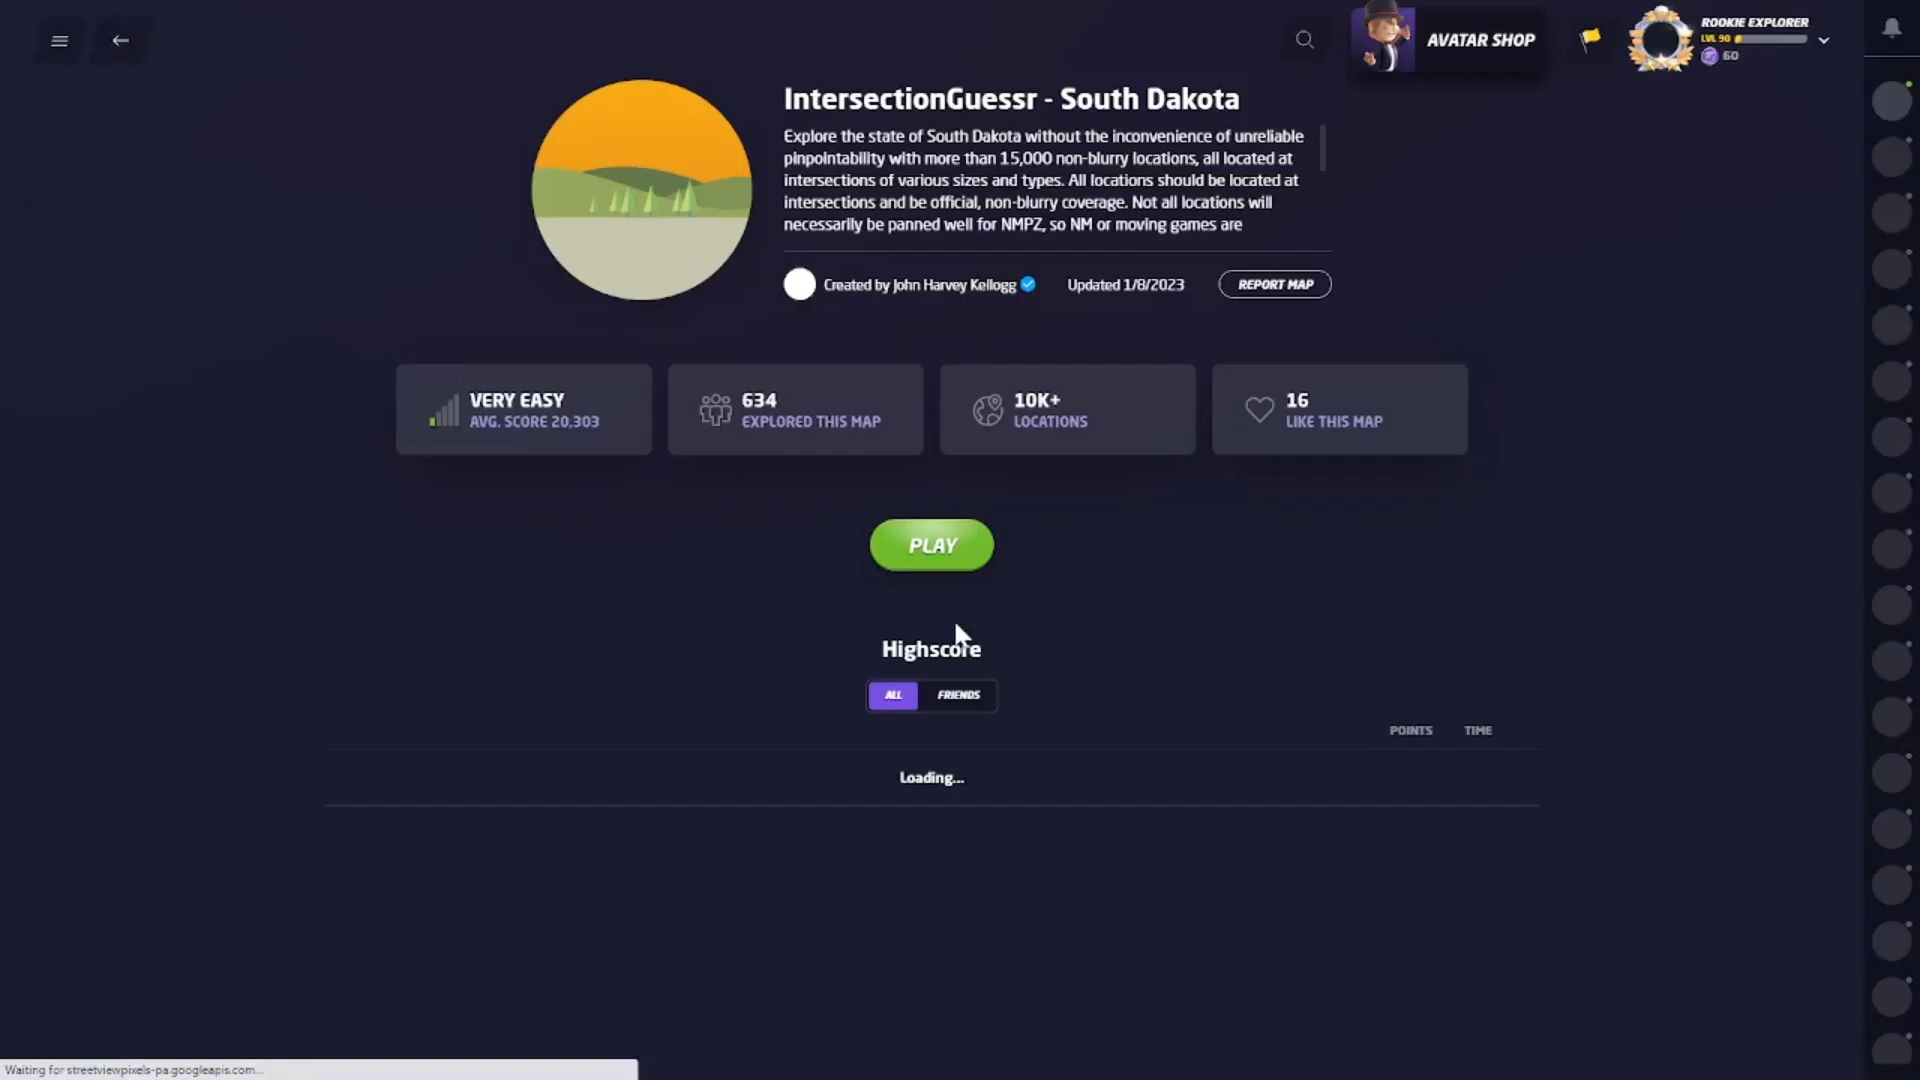 AVATAR SHOP
ROOKIE EXPLORER
LVL 90
60
IntersectionGuessr - South Dakota
Explore the state of South Dakota without the inconvenience of unreliable
pinpointability with more than 15,000 non-blurry locations, all located at
intersections of various sizes and types. All locations should be located at
intersections and be official, non-blurry coverage. Not all locations will
necessarily be panned well for NMPZ, so NM or moving games are
Created by John Harvey Kellogg
Updated 1/8/2023
REPORT MAP
VERY EASY
AVG. SCORE 20,303
634
EXPLORED THIS MAP
10K+
LOCATIONS
16
LIKE THIS MAP
PLAY
Highscore
ALL
FRIENDS
POINTS
TIME
Loading...
Waiting for streetviewpixels-pa.googleapis.com...